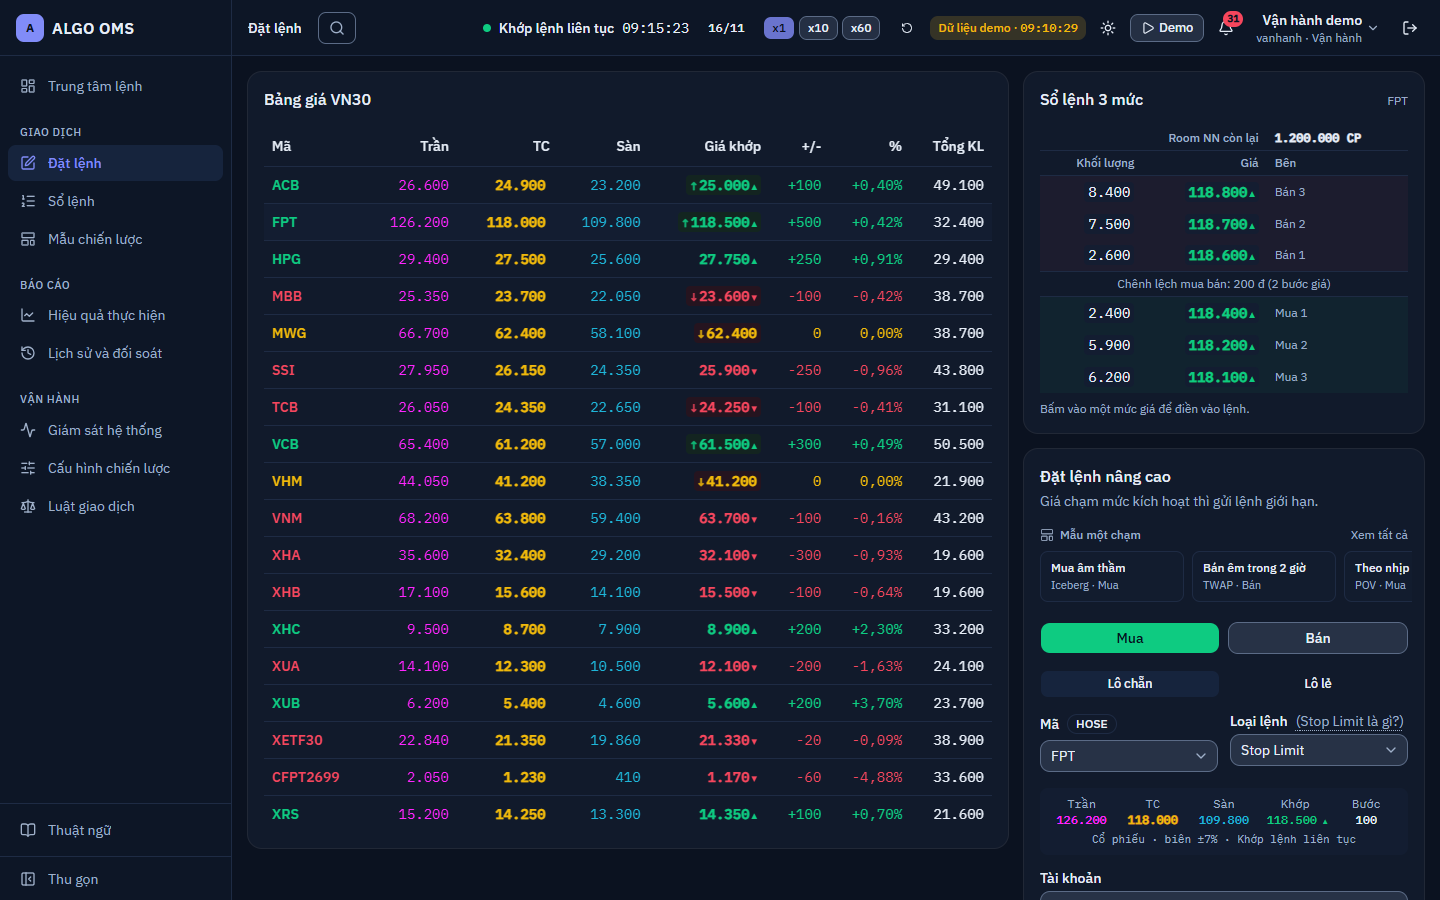 A ALGO OMS
Đặt lệnh
Khớp lệnh liên tục 09:15:23 16/11 x1 x10 x60
Dữ liệu demo · 09:10:29
Demo
31
Vận hành demo
vanhanh · Vận hành
Trung tâm lệnh
GIAO DỊCH
Đặt lệnh
Sổ lệnh
Mẫu chiến lược
BÁO CÁO
Hiệu quả thực hiện
Lịch sử và đối soát
VẬN HÀNH
Giám sát hệ thống
Cấu hình chiến lược
Luật giao dịch
Thuật ngữ
Thu gọn
Bảng giá VN30
Mã Trần TC Sàn Giá khớp +/- % Tổng KL
ACB 26.600 24.900 23.200 ↑25.000▲ +100 +0,40% 49.100
FPT 126.200 118.000 109.800 ↑118.500▲ +500 +0,42% 32.400
HPG 29.400 27.500 25.600 27.750▲ +250 +0,91% 29.400
MBB 25.350 23.700 22.050 ↓23.600▼ -100 -0,42% 38.700
MWG 66.700 62.400 58.100 ↓62.400 0 0,00% 38.700
SSI 27.950 26.150 24.350 25.900▼ -250 -0,96% 43.800
TCB 26.050 24.350 22.650 ↓24.250▼ -100 -0,41% 31.100
VCB 65.400 61.200 57.000 ↑61.500▲ +300 +0,49% 50.500
VHM 44.050 41.200 38.350 ↓41.200 0 0,00% 21.900
VNM 68.200 63.800 59.400 63.700▼ -100 -0,16% 43.200
XHA 35.600 32.400 29.200 32.100▼ -300 -0,93% 19.600
XHB 17.100 15.600 14.100 15.500▼ -100 -0,64% 19.600
XHC 9.500 8.700 7.900 8.900▲ +200 +2,30% 33.200
XUA 14.100 12.300 10.500 12.100▼ -200 -1,63% 24.100
XUB 6.200 5.400 4.600 5.600▲ +200 +3,70% 23.700
XETF30 22.840 21.350 19.860 21.330▼ -20 -0,09% 38.900
CFPT2699 2.050 1.230 410 1.170▼ -60 -4,88% 33.600
XRS 15.200 14.250 13.300 14.350▲ +100 +0,70% 21.600
Sổ lệnh 3 mức FPT
Room NN còn lại 1.200.000 CP
Khối lượng Giá Bên
8.400 118.800▲ Bán 3
7.500 118.700▲ Bán 2
2.600 118.600▲ Bán 1
Chênh lệch mua bán: 200 đ (2 bước giá)
2.400 118.400▲ Mua 1
5.900 118.200▲ Mua 2
6.200 118.100▲ Mua 3
Bấm vào một mức giá để điền vào lệnh.
Đặt lệnh nâng cao
Giá chạm mức kích hoạt thì gửi lệnh giới hạn.
Mẫu một chạm Xem tất cả
Mua âm thầm Bán êm trong 2 giờ Theo nhịp
Iceberg · Mua TWAP · Bán POV · Mua
Mua Bán
Lô chẵn Lô lẻ
Mã HOSE Loại lệnh (Stop Limit là gì?)
FPT Stop Limit
Trần TC Sàn Khớp Bước
126.200 118.000 109.800 118.500 ▲ 100
Cổ phiếu · biên ±7% · Khớp lệnh liên tục
Tài khoản